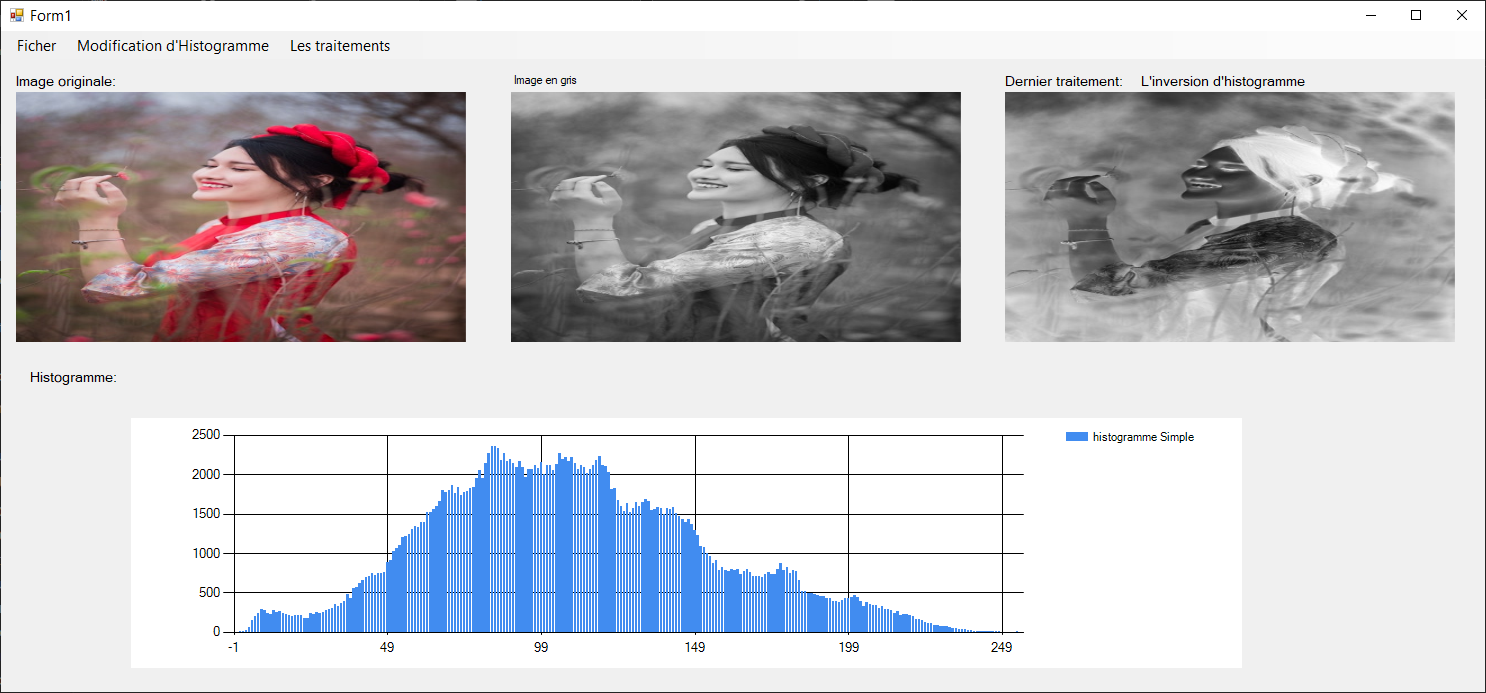 Form1
Ficher Modification d'Histogramme Les traitements
Image originale:
Image en gris
Dernier traitement: L'inversion d'histogramme
Histogramme:
histogramme Simple
2500
2000
1500
1000
500
0
-1 49 99 149 199 249